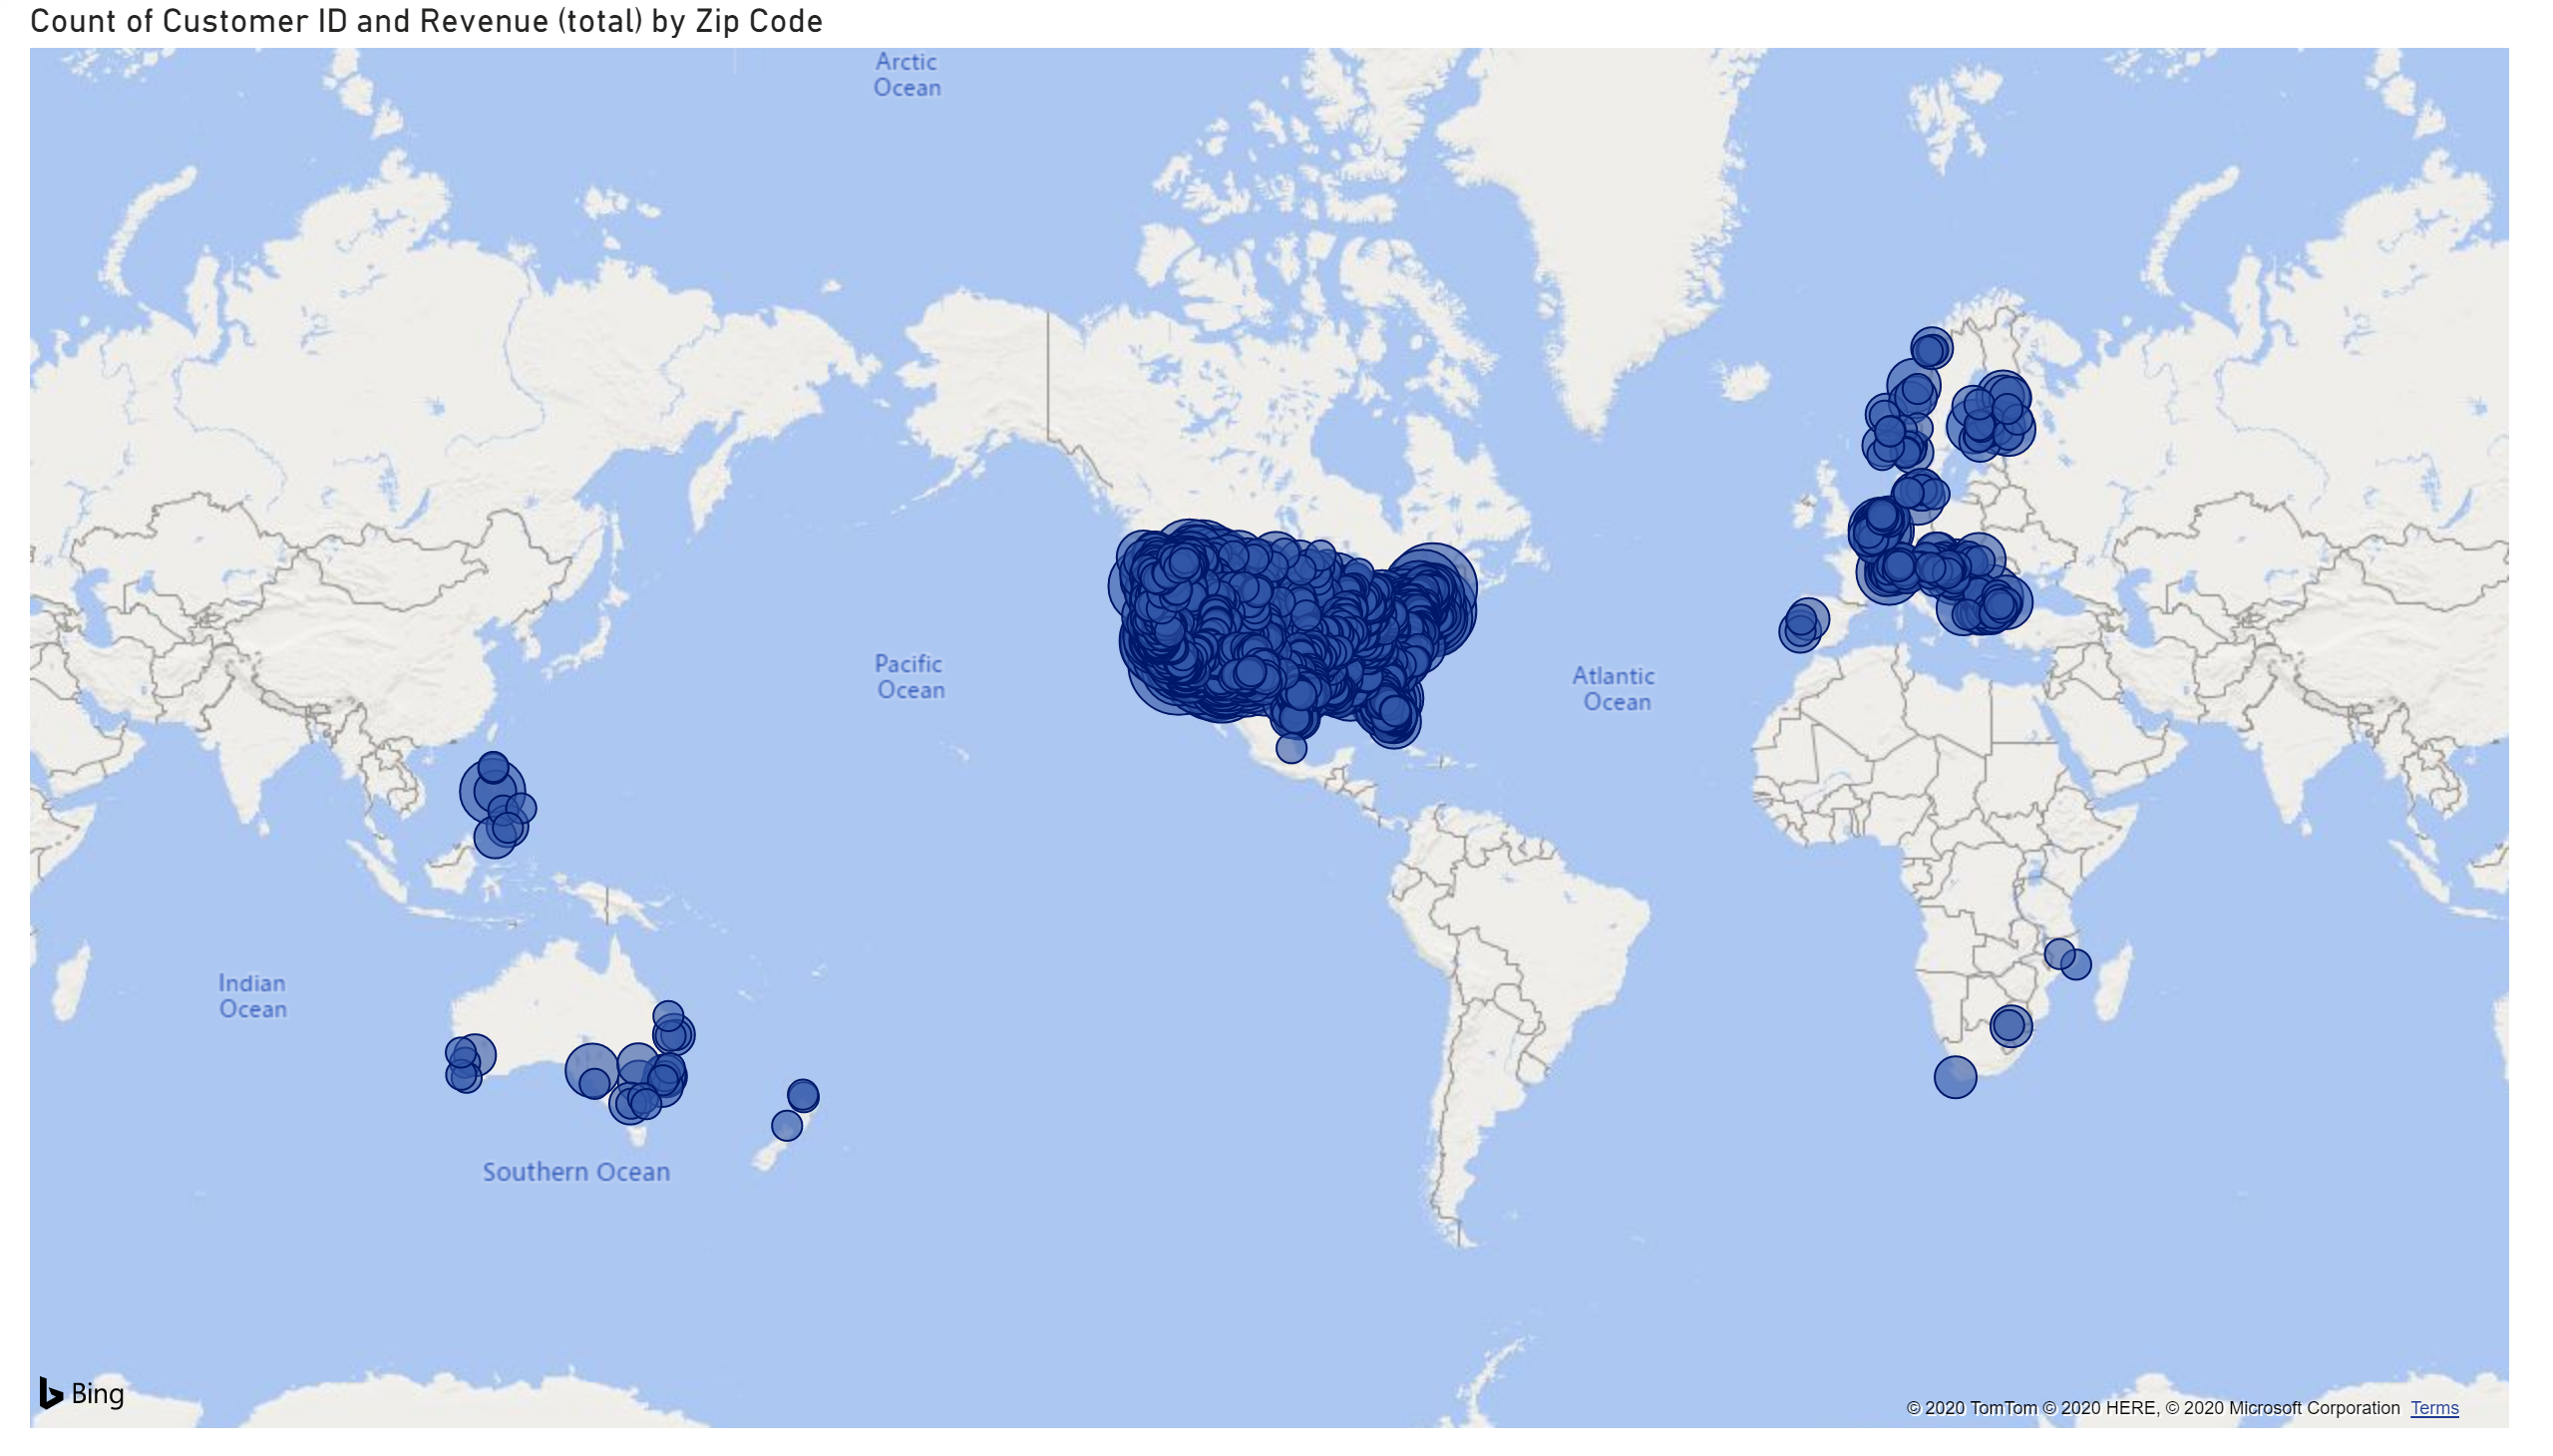 Count of Customer ID and Revenue (total) by Zip Code
Arctic
Ocean
Pacific
Ocean
Atlantic
Ocean
Indian
Ocean
Southern Ocean
Bing
© 2020 TomTom © 2020 HERE, © 2020 Microsoft Corporation Terms